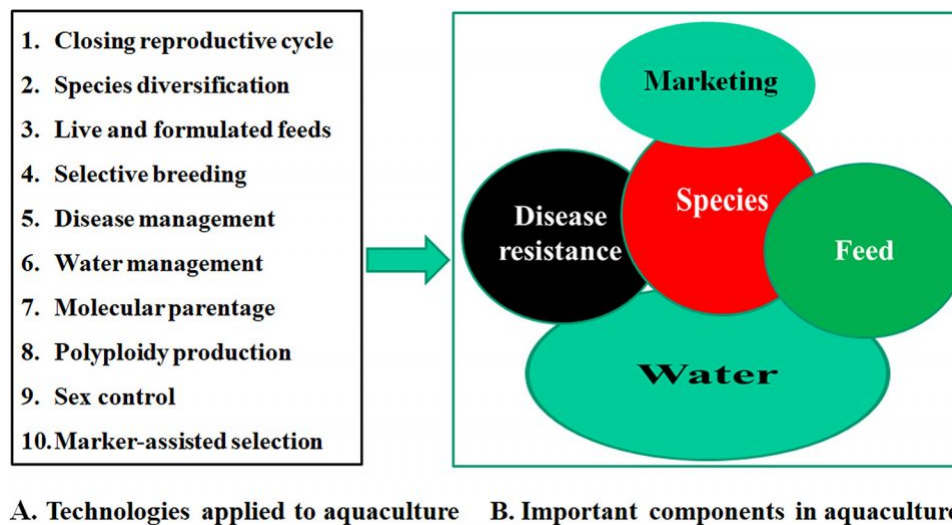 1. Closing reproductive cycle
2. Species diversification
3. Live and formulated feeds
4. Selective breeding
5. Disease management
6. Water management
7. Molecular parentage
8. Polyploidy production
9. Sex control
10. Marker-assisted selection
Marketing
Disease
resistance
Species
Feed
Water
A. Technologies applied to aquaculture
B. Important components in aquaculture